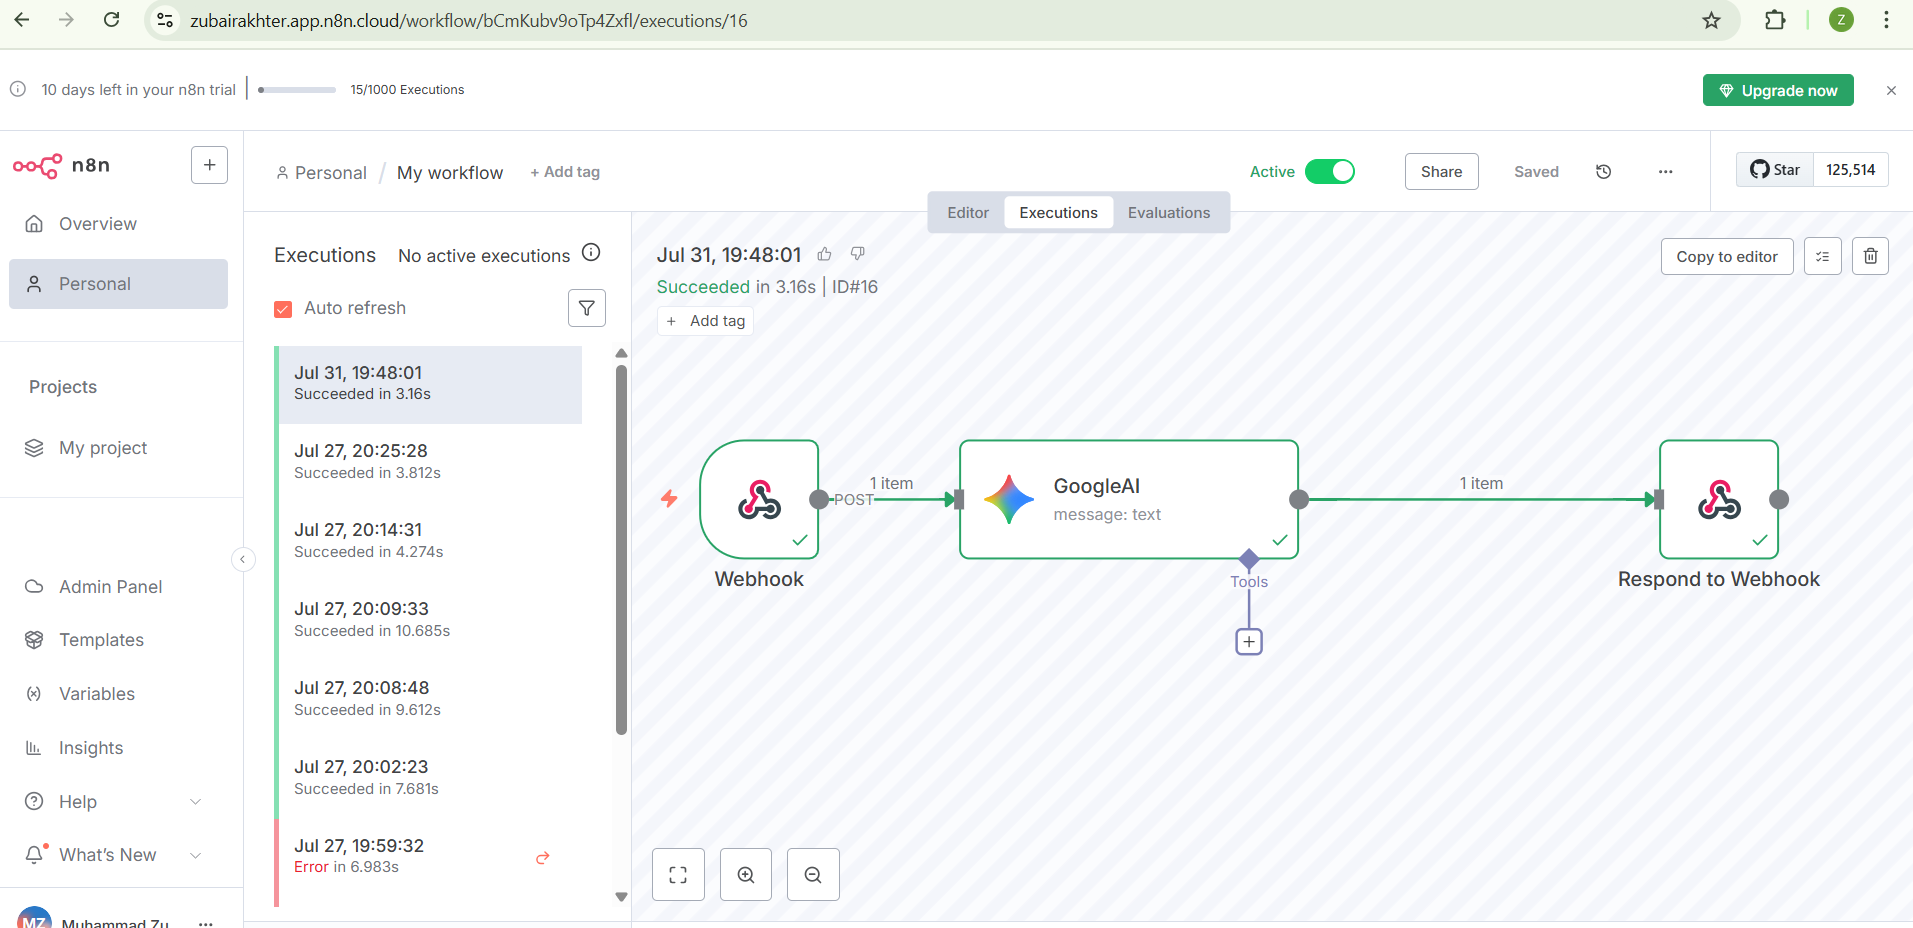 zubairakhter.app.n8n.cloud/workflow/bCmKubv9oTp4Zxfl/executions/16
Z
10 days left in your n8n trial
15/1000 Executions
Upgrade now
n8n
Personal / My workflow
+ Add tag
Active
Share
Saved
Star
125,514
Editor
Executions
Evaluations
Overview
Personal
Projects
My project
Admin Panel
Templates
Variables
Insights
Help
What's New
MZ
Muhammad Zu
Executions
No active executions
Auto refresh
Jul 31, 19:48:01
Succeeded in 3.16s
Jul 27, 20:25:28
Succeeded in 3.812s
Jul 27, 20:14:31
Succeeded in 4.274s
Jul 27, 20:09:33
Succeeded in 10.685s
Jul 27, 20:08:48
Succeeded in 9.612s
Jul 27, 20:02:23
Succeeded in 7.681s
Jul 27, 19:59:32
Error in 6.983s
Jul 31, 19:48:01
Succeeded in 3.16s | ID#16
+ Add tag
Copy to editor
POST
1 item
GoogleAI
message: text
1 item
Webhook
Tools
Respond to Webhook